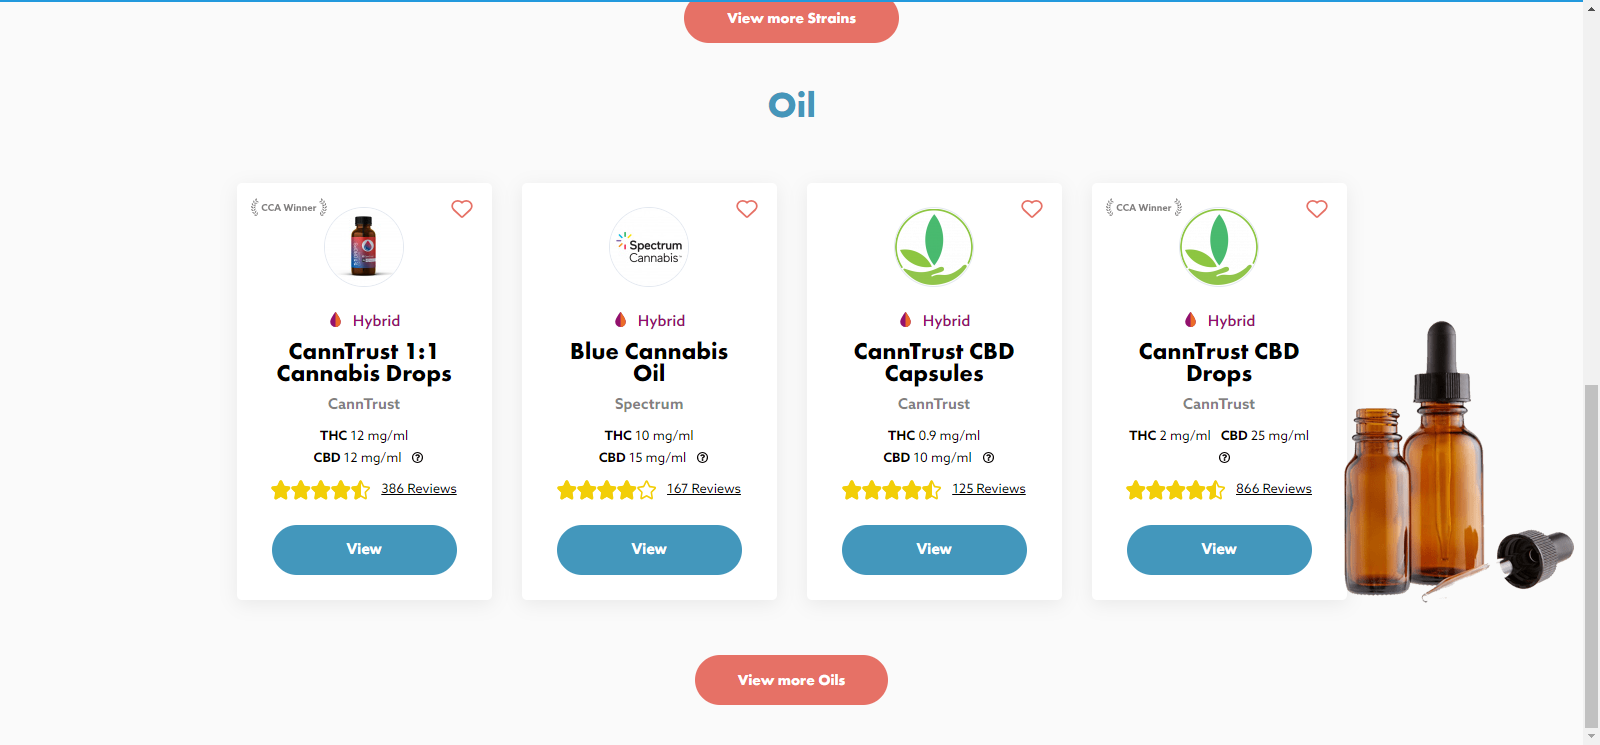 View more Strains
Oil
CCA Winner
Hybrid
CannTrust 1:1
Cannabis Drops
CannTrust
THC 12 mg/ml
CBD 12 mg/ml
386 Reviews
View
Spectrum
Cannabis
Hybrid
Blue Cannabis
Oil
Spectrum
THC 10 mg/ml
CBD 15 mg/ml
167 Reviews
View
Hybrid
CannTrust CBD
Capsules
CannTrust
THC 0.9 mg/ml
CBD 10 mg/ml
125 Reviews
View
CCA Winner
Hybrid
CannTrust CBD
Drops
CannTrust
THC 2 mg/ml CBD 25 mg/ml
866 Reviews
View
View more Oils